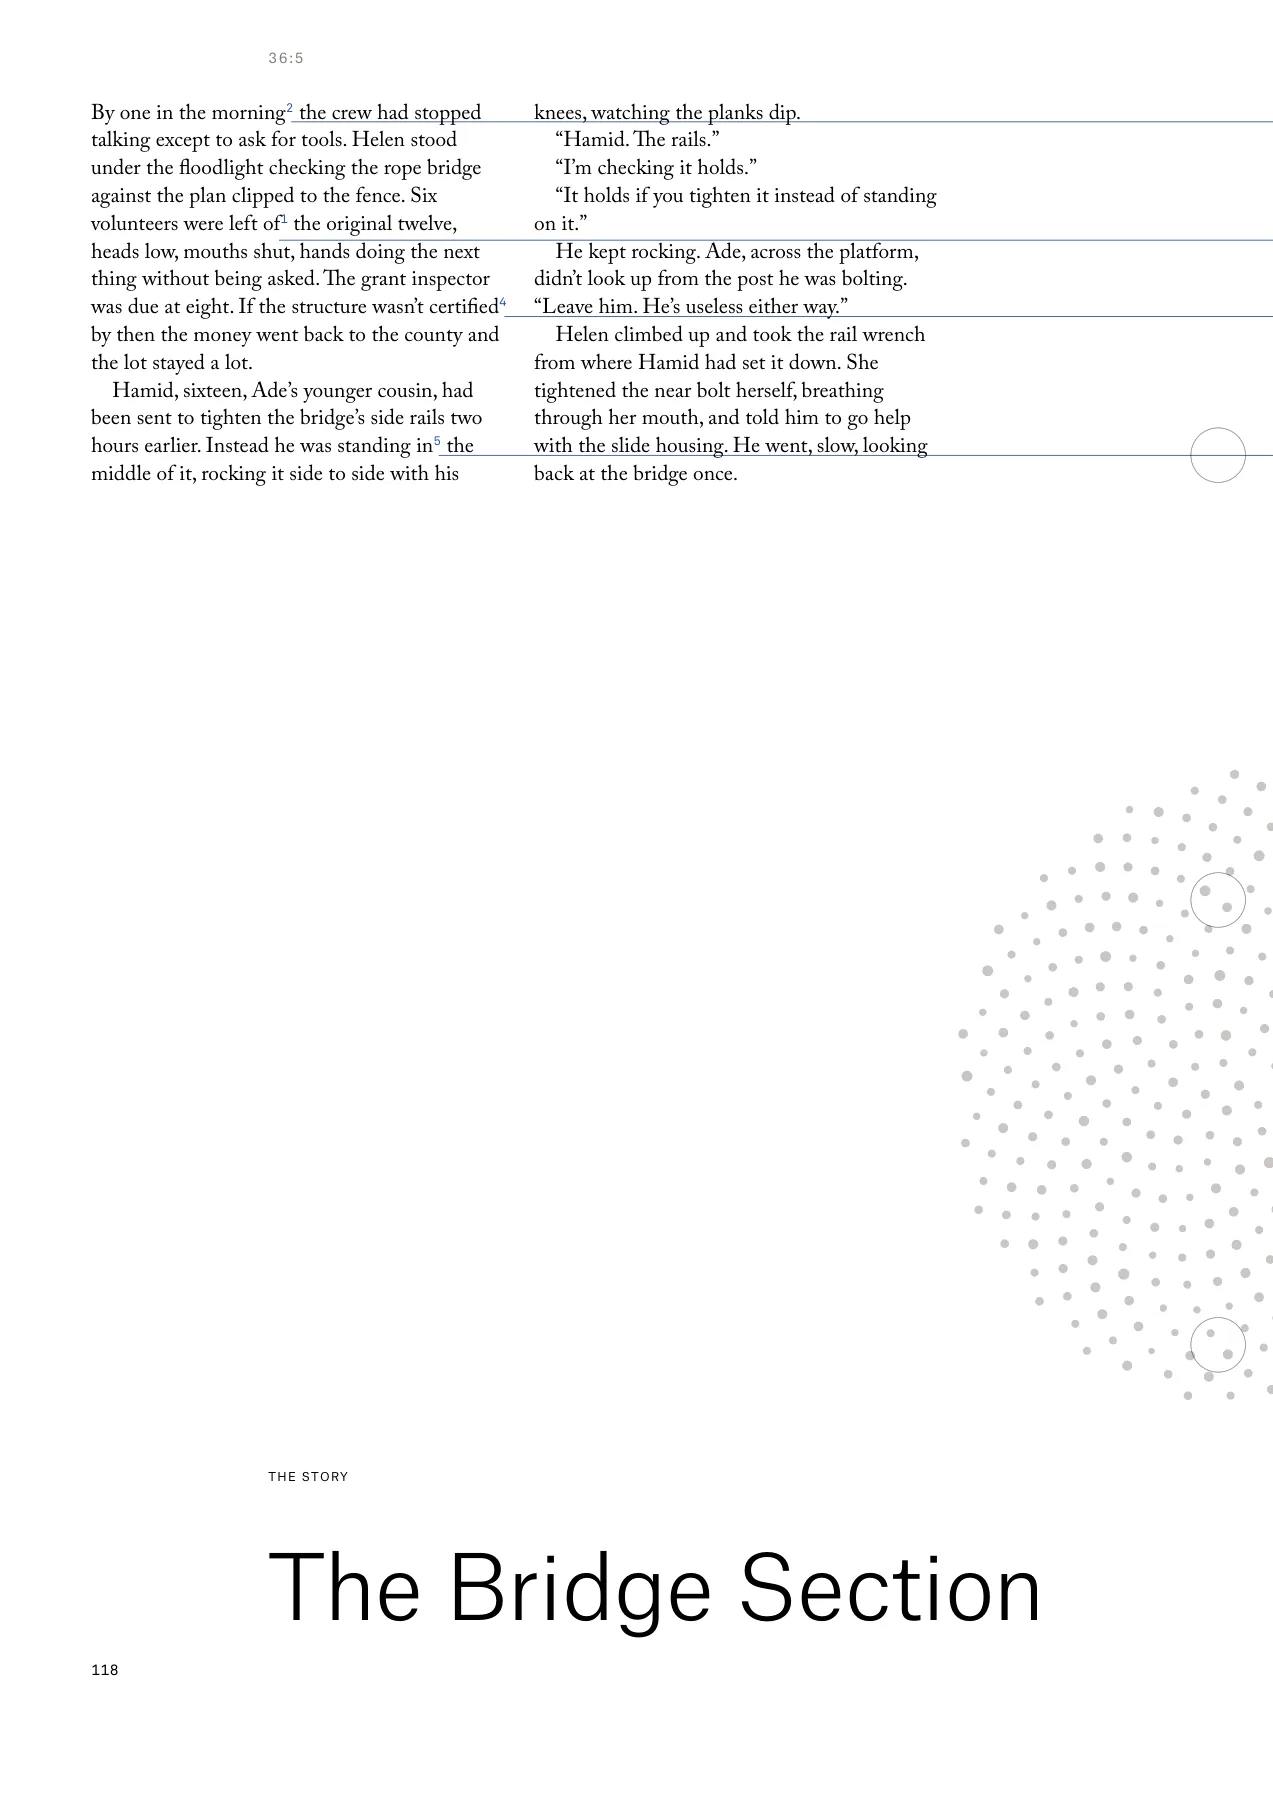 36:5
By one in the morning2 the crew had stopped
talking except to ask for tools. Helen stood
under the floodlight checking the rope bridge
against the plan clipped to the fence. Six
volunteers were left of1 the original twelve,
heads low, mouths shut, hands doing the next
thing without being asked. The grant inspector
was due at eight. If the structure wasn’t certified4
by then the money went back to the county and
the lot stayed a lot.
Hamid, sixteen, Ade’s younger cousin, had
been sent to tighten the bridge’s side rails two
hours earlier. Instead he was standing in5 the
middle of it, rocking it side to side with his
knees, watching the planks dip.
“Hamid. The rails.”
“I’m checking it holds.”
“It holds if you tighten it instead of standing
on it.”
He kept rocking. Ade, across the platform,
didn’t look up from the post he was bolting.
“Leave him. He’s useless either way.”
Helen climbed up and took the rail wrench
from where Hamid had set it down. She
tightened the near bolt herself, breathing
through her mouth, and told him to go help
with the slide housing. He went, slow, looking
back at the bridge once.
THE STORY
The Bridge Section
118